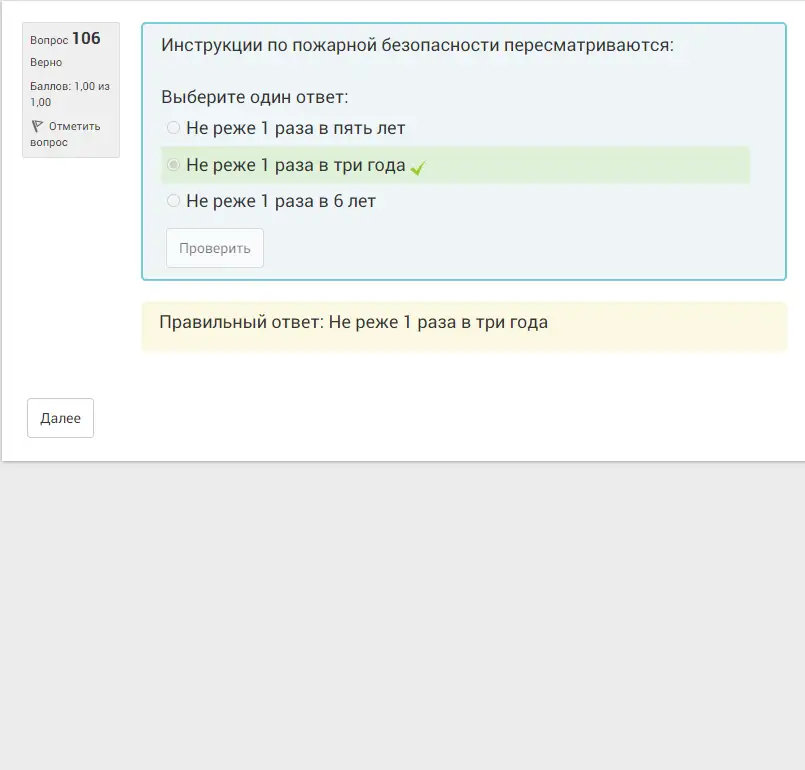 Вопрос 106
Верно
Баллов: 1,00 из
1,00
Отметить
вопрос
Инструкции по пожарной безопасности пересматриваются:
Выберите один ответ:
Не реже 1 раза в пять лет
Не реже 1 раза в три года
Не реже 1 раза в 6 лет
Проверить
Правильный ответ: Не реже 1 раза в три года
Далее